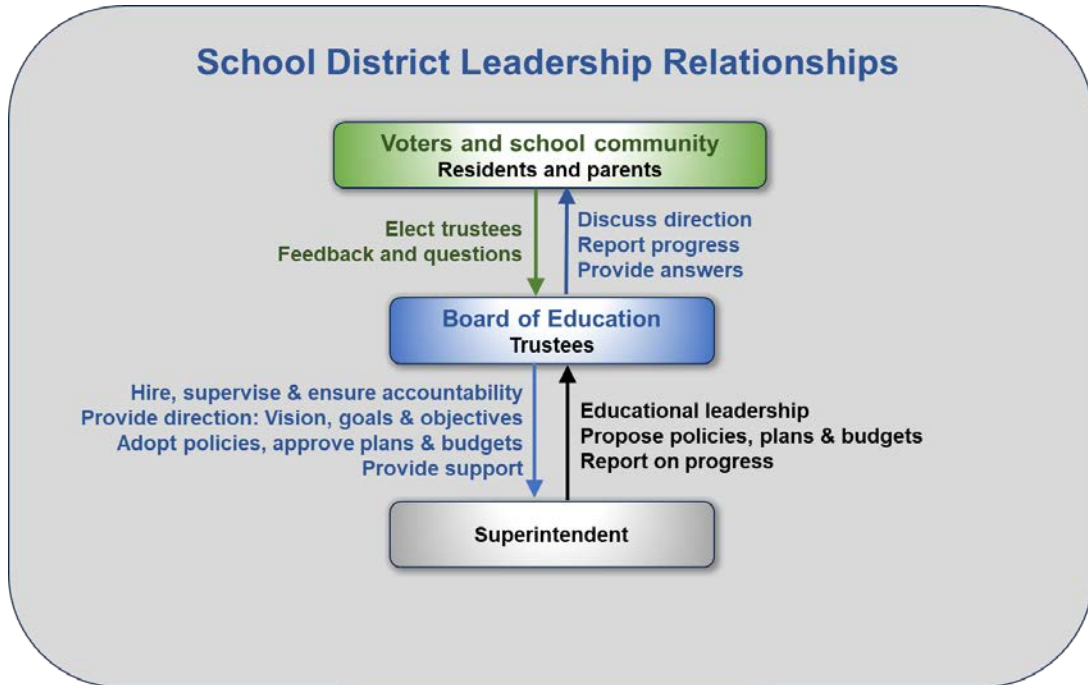 School District Leadership Relationships
Voters and school community
Residents and parents
Elect trustees
Feedback and questions
Discuss direction
Report progress
Provide answers
Board of Education
Trustees
Hire, supervise & ensure accountability
Provide direction: Vision, goals & objectives
Adopt policies, approve plans & budgets
Provide support
Educational leadership
Propose policies, plans & budgets
Report on progress
Superintendent